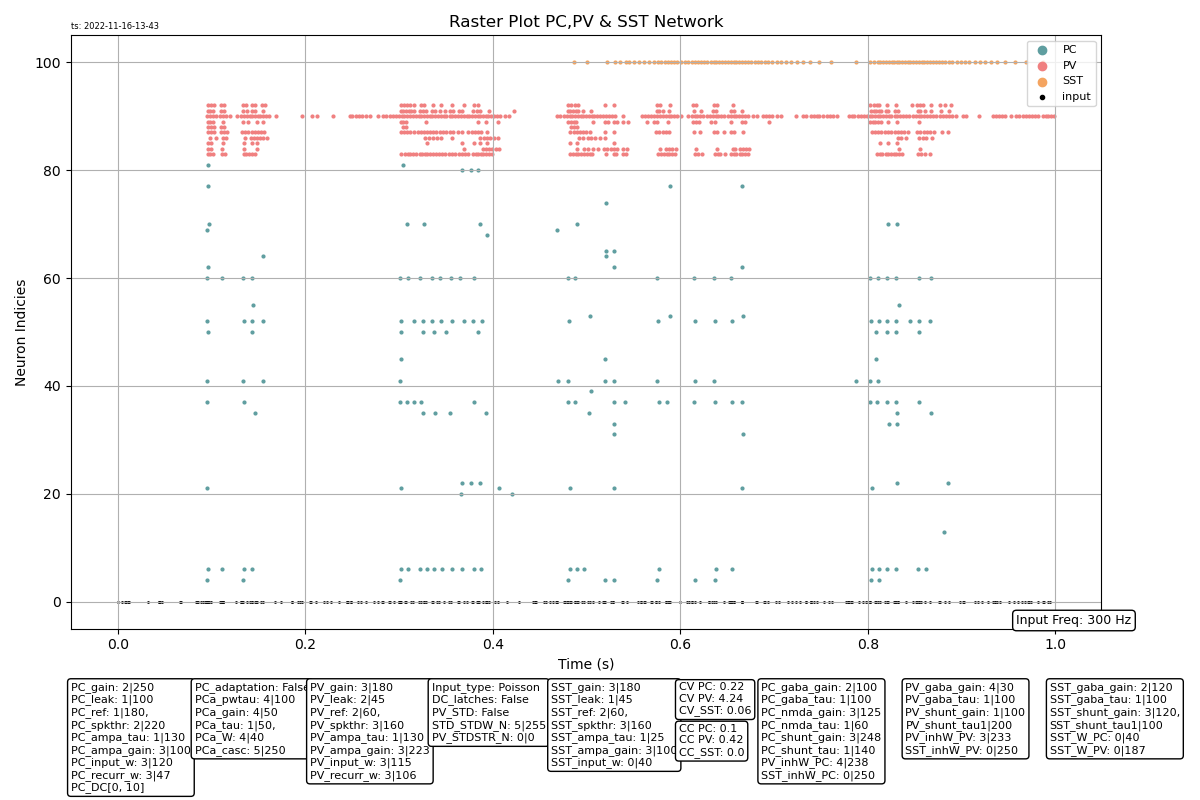 ts: 2022-11-16-13-43
Raster Plot PC,PV & SST Network
PC
PV
SST
input
100
80
60
40
20
0
Neuron Indicies
0.0
0.2
0.4
0.6
0.8
1.0
Time (s)
Input Freq: 300 Hz
PC_gain: 2|250
PC_leak: 1|100
PC_ref: 1|180,
PC_spkthr: 2|220
PC_ampa_tau: 1|130
PC_ampa_gain: 3|100
PC_input_w: 3|120
PC_recurr_w: 3|47
PC_DC[0, 10]
PC_adaptation: False
PCa_pwtau: 4|100
PCa_gain: 4|50
PCa_tau: 1|50,
PCa_W: 4|40
PCa_casc: 5|250
PV_gain: 3|180
PV_leak: 2|45
PV_ref: 2|60,
PV_spkthr: 3|160
PV_ampa_tau: 1|130
PV_ampa_gain: 3|223
PV_input_w: 3|115
PV_recurr_w: 3|106
Input_type: Poisson
DC_latches: False
PV_STD: False
STD_STDW_N: 5|255
PV_STDSTR_N: 0|0
SST_gain: 3|180
SST_leak: 1|45
SST_ref: 2|60,
SST_spkthr: 3|160
SST_ampa_tau: 1|25
SST_ampa_gain: 3|100
SST_input_w: 0|40
CV PC: 0.22
CV PV: 4.24
CV_SST: 0.06
CC PC: 0.1
CC PV: 0.42
CC_SST: 0.0
PC_gaba_gain: 2|100
PC_gaba_tau: 1|100
PC_nmda_gain: 3|125
PC_nmda_tau: 1|60
PC_shunt_gain: 3|248
PC_shunt_tau: 1|140
PV_inhW_PC: 4|238
SST_inhW_PC: 0|250
PV_gaba_gain: 4|30
PV_gaba_tau: 1|100
PV_shunt_gain: 1|100
PV_shunt_tau1|200
PV_inhW_PV: 3|233
SST_inhW_PV: 0|250
SST_gaba_gain: 2|120
SST_gaba_tau: 1|100
SST_shunt_gain: 3|120,
SST_shunt_tau1|100
SST_W_PC: 0|40
SST_W_PV: 0|187